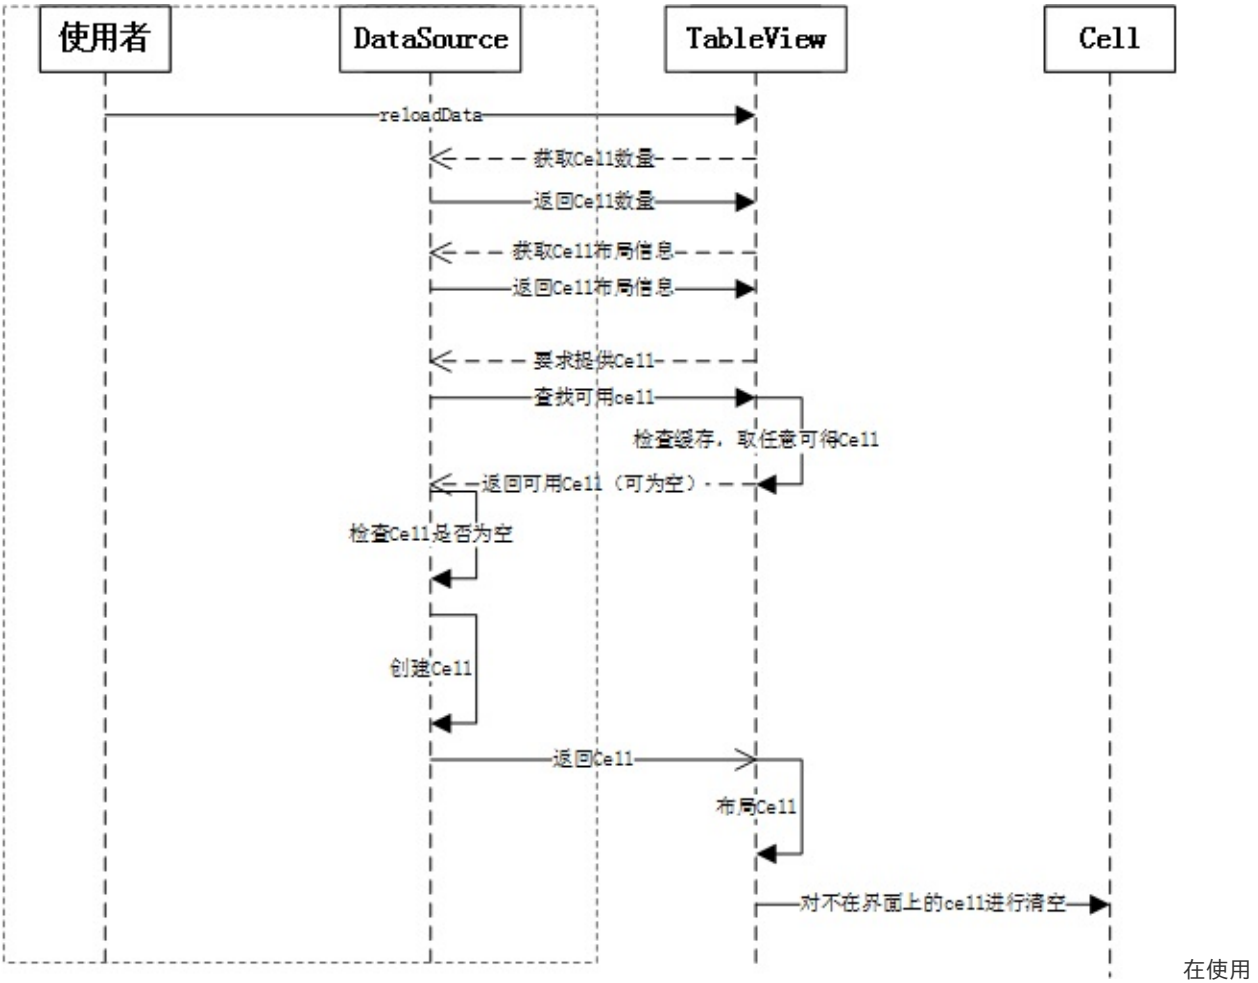 使用者
DataSource
TableView
Cell
reloadData
获取Cell数量
返回Cell数量
获取Cell布局信息
返回Cell布局信息
要求提供Cell
查找可用cell
检查缓存，取任意可得Cell
返回可用Cell（可为空）
检查Cell是否为空
创建Cell
返回Cell
布局Cell
对不在界面上的cell进行清空
在使用